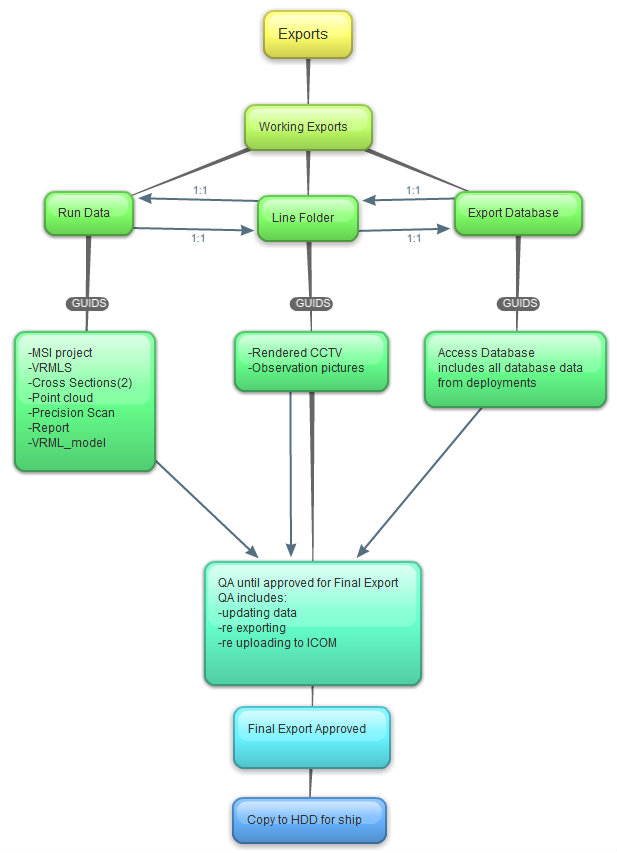 Exports
Working Exports
1:1
1:1
Run Data
Line Folder
Export Database
1:1
1:1
GUIDS
GUIDS
GUIDS
-MSI project
-VRMLS
-Cross Sections(2)
-Point cloud
-Precision Scan
-Report
-VRML_model
-Rendered CCTV
-Observation pictures
Access Database
includes all database data
from deployments
QA until approved for Final Export
QA includes:
-updating data
-re exporting
-re uploading to ICOM
Final Export Approved
Copy to HDD for ship